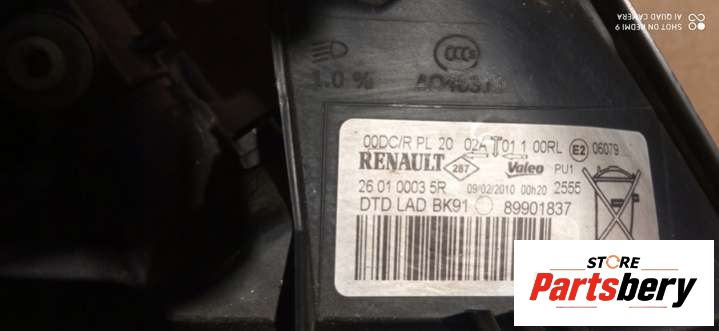 SHOT ON REDMI 9
AI QUAD CAMERA
CCC
1.0 %
00DC/R PL 20 02A 01 1 00RL E2 06079
RENAULT 287 Valeo PU1
26 01 0003 5R 09/02/2010 00h20 2555
DTD LAD BK91 89901837
STORE
Partsbery